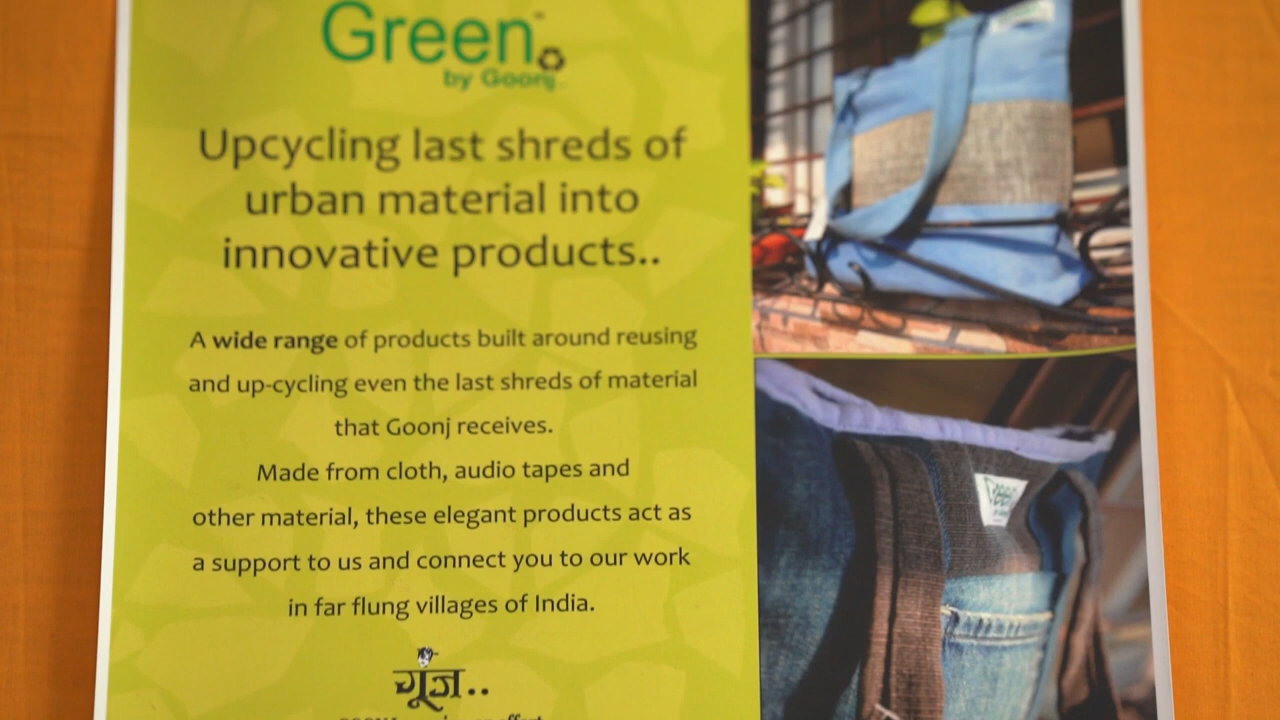 Green
by Goonj
Upcycling last shreds of
urban material into
innovative products..
A wide range of products built around reusing
and up-cycling even the last shreds of material
that Goonj receives.
Made from cloth, audio tapes and
other material, these elegant products act as
a support to us and connect you to our work
in far flung villages of India.
गूंज..